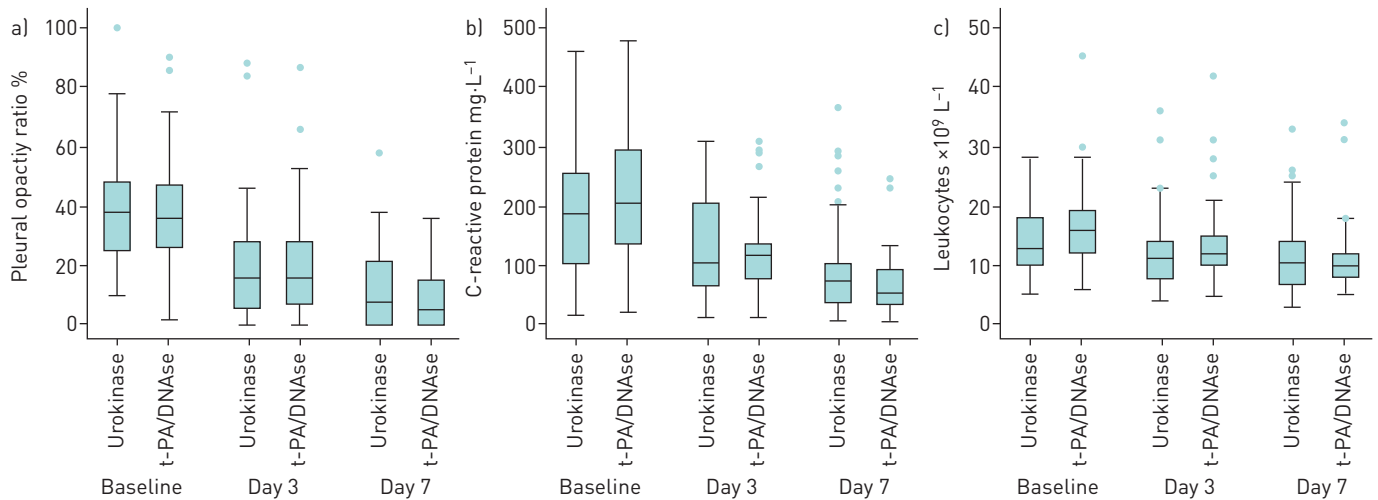 a)
Pleural opactiy ratio %
100
80
60
40
20
0
Urokinase
t-PA/DNAse
Urokinase
t-PA/DNAse
Urokinase
t-PA/DNAse
Baseline
Day 3
Day 7
b)
C-reactive protein mg·L⁻¹
500
400
300
200
100
0
Urokinase
t-PA/DNAse
Urokinase
t-PA/DNAse
Urokinase
t-PA/DNAse
Baseline
Day 3
Day 7
c)
Leukocytes ×10⁹ L⁻¹
50
40
30
20
10
0
Urokinase
t-PA/DNAse
Urokinase
t-PA/DNAse
Urokinase
t-PA/DNAse
Baseline
Day 3
Day 7